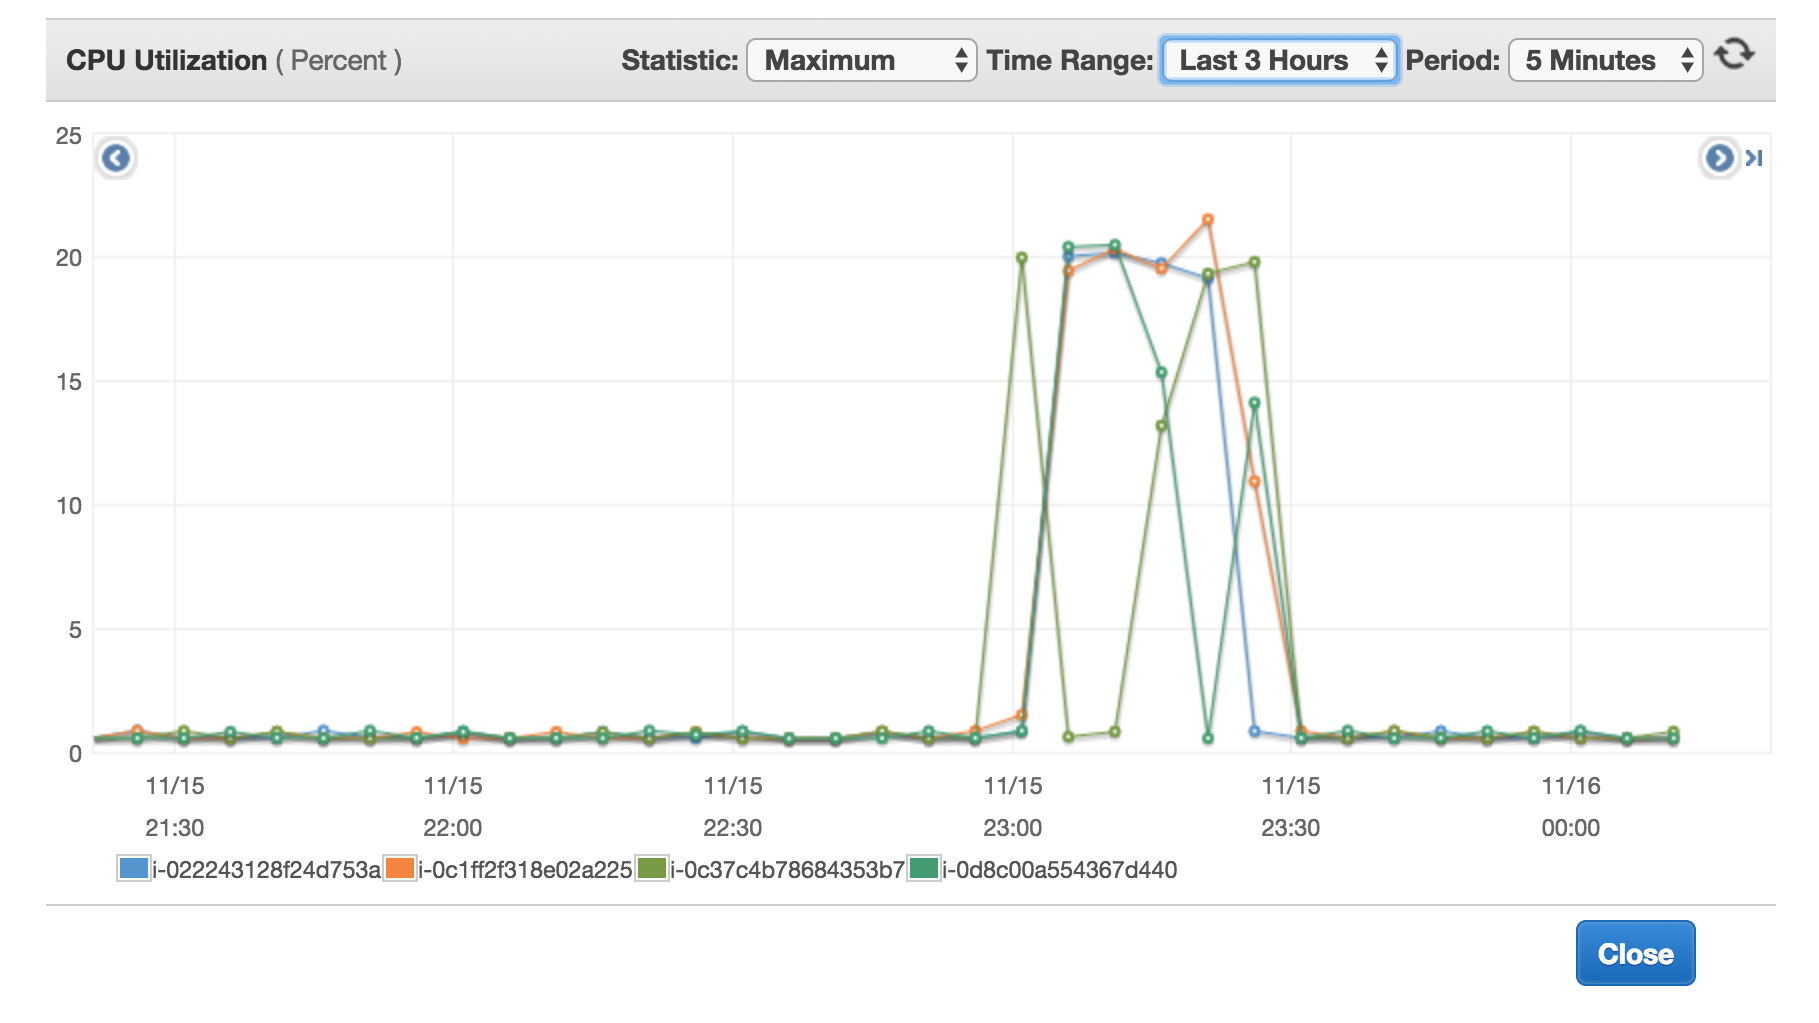 CPU Utilization ( Percent ) Statistic: Maximum Time Range: Last 3 Hours Period: 5 Minutes
25
20
15
10
5
0
11/15 11/15 11/15 11/15 11/15 11/16
21:30 22:00 22:30 23:00 23:30 00:00
i-022243128f24d753a i-0c1ff2f318e02a225 i-0c37c4b78684353b7 i-0d8c00a554367d440
Close